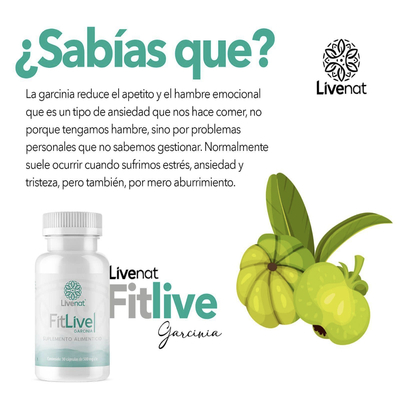 ¿Sabías que?
Livenat
La garcinia reduce el apetito y el hambre emocional
que es un tipo de ansiedad que nos hace comer, no
porque tengamos hambre, sino por problemas
personales que no sabemos gestionar. Normalmente
suele ocurrir cuando sufrimos estrés, ansiedad y
tristeza, pero también, por mero aburrimiento.
Livenat
Fitlive
Garcinia
Livenat
FitLive
GARCINIA
SUPLEMENTO ALIMENTICIO